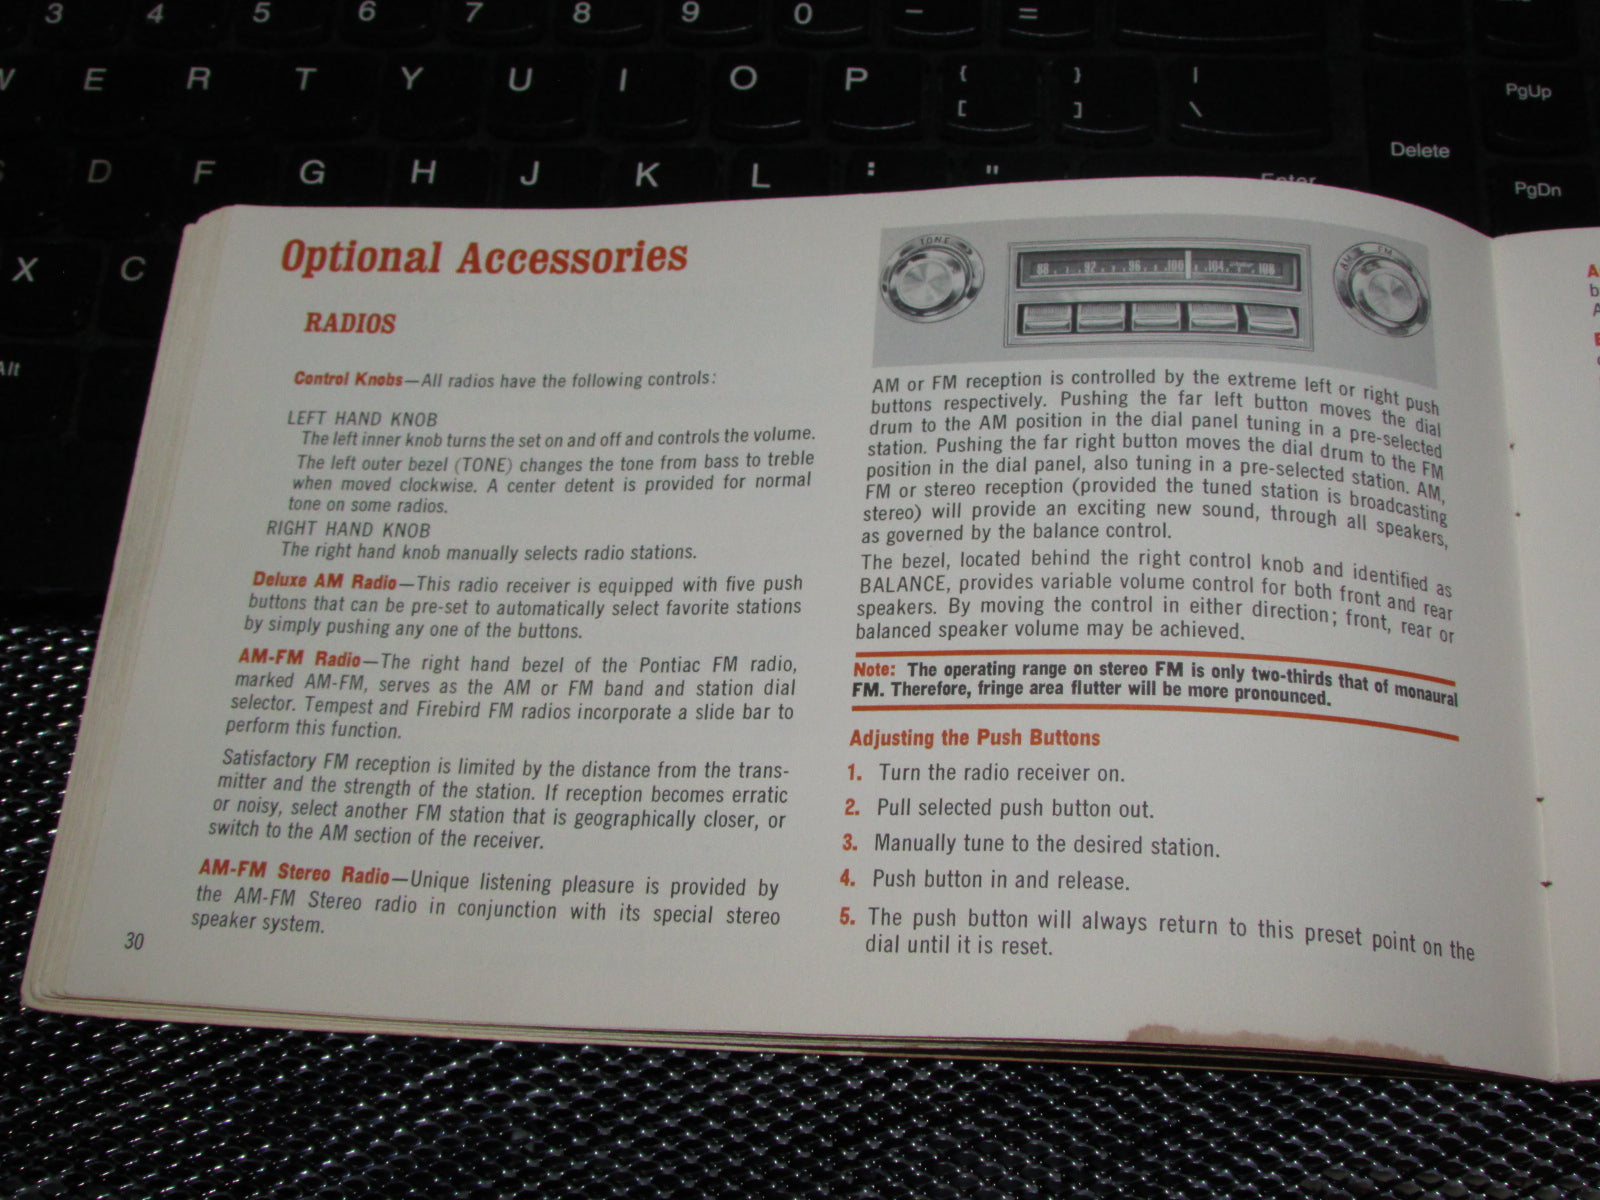 3 4 5 6 7 8 9 0 – =
E R T Y U I O P { [ } ] | \
PgUp
Delete
D F G H J K L : "
PgDn
X C
Alt
Optional Accessories
RADIOS
Control Knobs—All radios have the following controls:
LEFT HAND KNOB
The left inner knob turns the set on and off and controls the volume.
The left outer bezel (TONE) changes the tone from bass to treble
when moved clockwise. A center detent is provided for normal
tone on some radios.
RIGHT HAND KNOB
The right hand knob manually selects radio stations.
Deluxe AM Radio—This radio receiver is equipped with five push
buttons that can be pre-set to automatically select favorite stations
by simply pushing any one of the buttons.
AM-FM Radio—The right hand bezel of the Pontiac FM radio,
marked AM-FM, serves as the AM or FM band and station dial
selector. Tempest and Firebird FM radios incorporate a slide bar to
perform this function.
Satisfactory FM reception is limited by the distance from the trans-
mitter and the strength of the station. If reception becomes erratic
or noisy, select another FM station that is geographically closer, or
switch to the AM section of the receiver.
AM-FM Stereo Radio—Unique listening pleasure is provided by
the AM-FM Stereo radio in conjunction with its special stereo
speaker system.
30
TONE
88 92 96 100 104 108
AM FM
AM or FM reception is controlled by the extreme left or right push
buttons respectively. Pushing the far left button moves the dial
drum to the AM position in the dial panel tuning in a pre-selected
station. Pushing the far right button moves the dial drum to the FM
position in the dial panel, also tuning in a pre-selected station. AM,
FM or stereo reception (provided the tuned station is broadcasting
stereo) will provide an exciting new sound, through all speakers,
as governed by the balance control.
The bezel, located behind the right control knob and identified as
BALANCE, provides variable volume control for both front and rear
speakers. By moving the control in either direction; front, rear or
balanced speaker volume may be achieved.
Note: The operating range on stereo FM is only two-thirds that of monaural
FM. Therefore, fringe area flutter will be more pronounced.
Adjusting the Push Buttons
1. Turn the radio receiver on.
2. Pull selected push button out.
3. Manually tune to the desired station.
4. Push button in and release.
5. The push button will always return to this preset point on the
dial until it is reset.